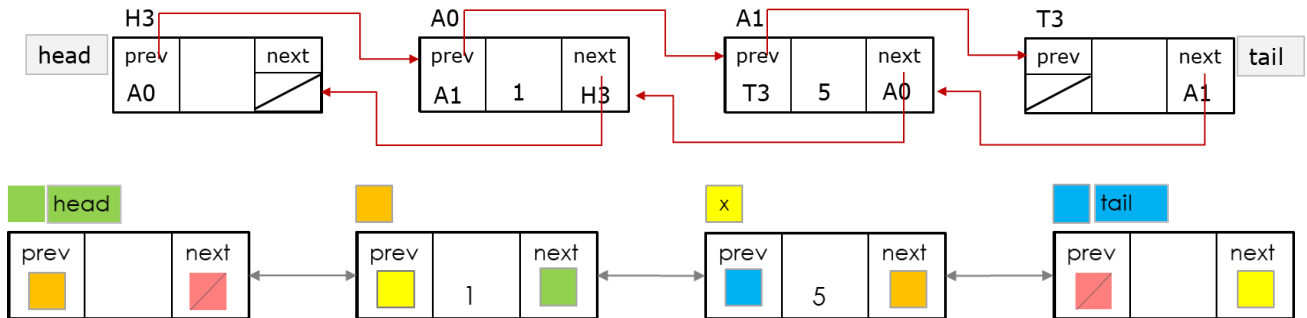 H3 A0 A1 T3
head prev next prev next prev next prev next tail
A0 A1 1 H3 T3 5 A0 A1
head x tail
prev next prev next prev next prev next
1 5